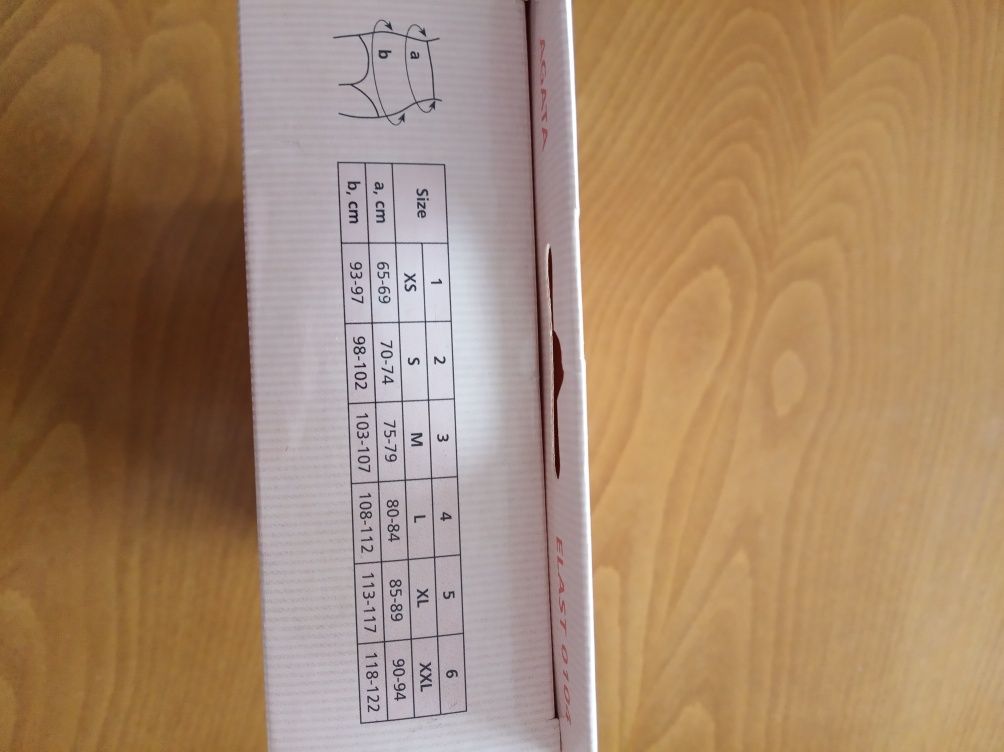 AGATA ELAST 0104
a
b
Size 1 2 3 4 5 6
XS S M L XL XXL
a, cm 65-69 70-74 75-79 80-84 85-89 90-94
b, cm 93-97 98-102 103-107 108-112 113-117 118-122